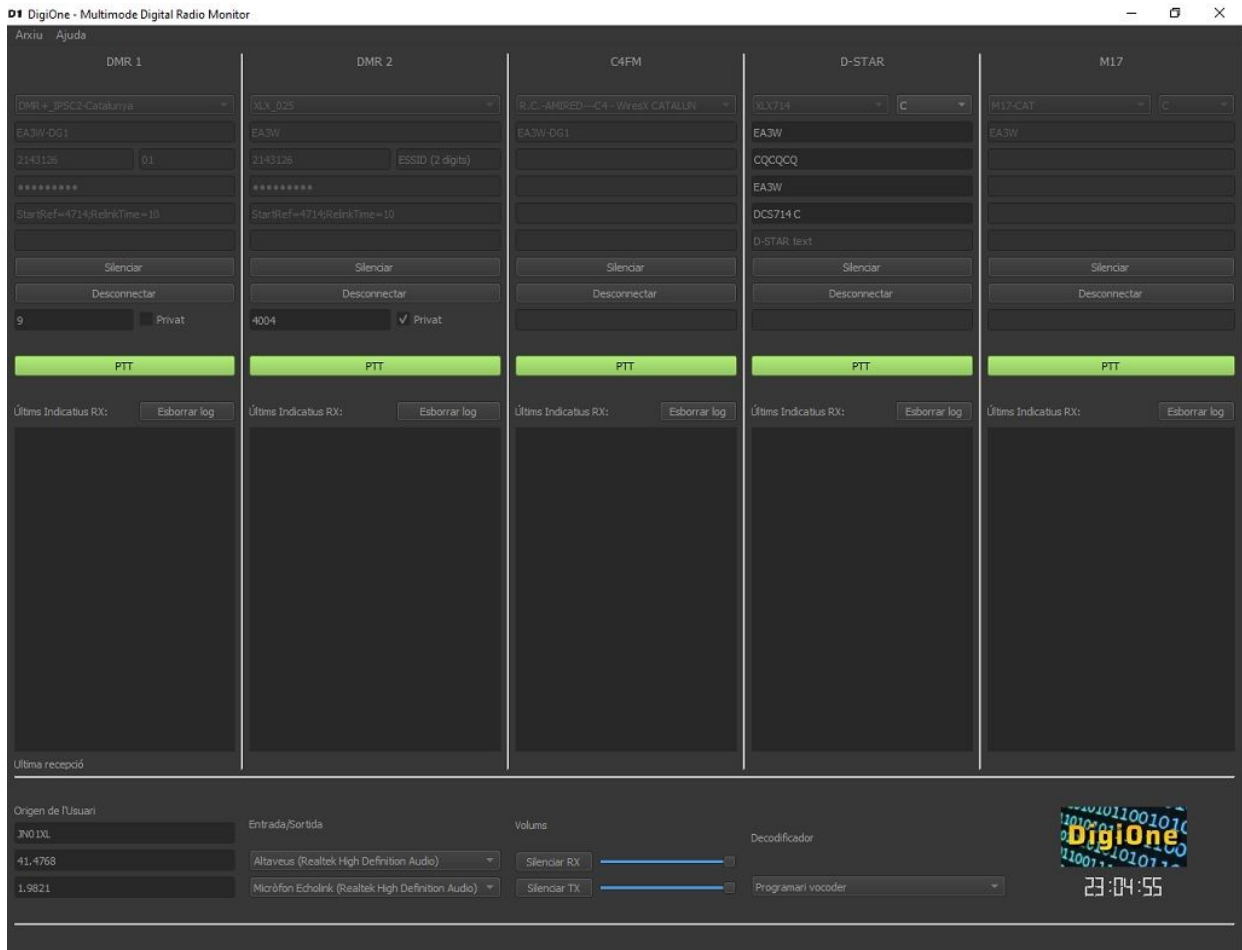 D1 DigiOne - Multimode Digital Radio Monitor
Arxiu Ajuda
DMR 1 DMR 2 C4FM D-STAR M17
DMR+_IPSC2-Catalunya XLX_025 R.C.-AMIRED---C4 - WiresX CATALUN XLX714 C M17-CAT C
EA3W-DG1 EA3W EA3W-DG1 EA3W EA3W
2143126 01 2143126 ESSID (2 digits) CQCQCQ
••••••••• ••••••••• EA3W
StartRef=4714;RelinkTime=10 StartRef=4714;RelinkTime=10 DCS714 C
D-STAR text
Silenciar Silenciar Silenciar Silenciar Silenciar
Desconnectar Desconnectar Desconnectar Desconnectar Desconnectar
9 Privat 4004 Privat
PTT PTT PTT PTT PTT
Últims Indicatius RX: Esborrar log Últims Indicatius RX: Esborrar log Últims Indicatius RX: Esborrar log Últims Indicatius RX: Esborrar log Últims Indicatius RX: Esborrar log
Ultima recepció
Origen de l'Usuari
JN01XL
41.4768
1.9821
Entrada/Sortida
Altaveus (Realtek High Definition Audio)
Micròfon Echolink (Realtek High Definition Audio)
Volums
Silenciar RX
Silenciar TX
Decodificador
Programari vocoder
DigiOne
23:04:55